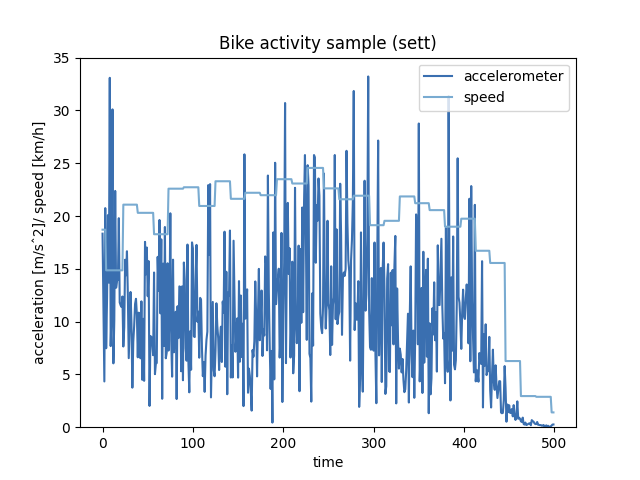 Bike activity sample (sett)
accelerometer
speed
acceleration [m/s^2]/ speed [km/h]
35
30
25
20
15
10
5
0
0
100
200
300
400
500
time